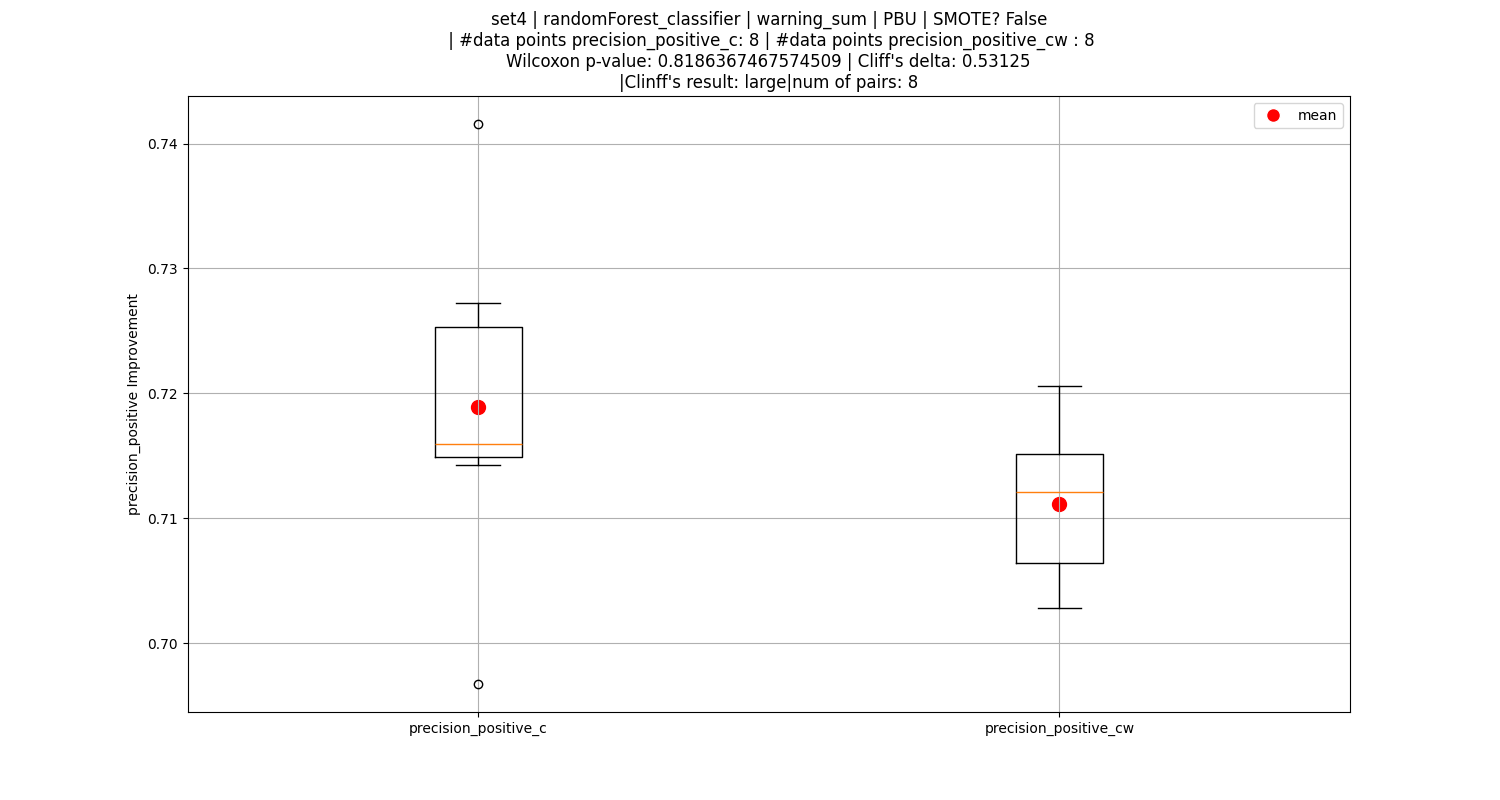 set4 | randomForest_classifier | warning_sum | PBU | SMOTE? False
| #data points precision_positive_c: 8 | #data points precision_positive_cw : 8
Wilcoxon p-value: 0.8186367467574509 | Cliff's delta: 0.53125
|Clinff's result: large|num of pairs: 8
mean
0.74
0.73
0.72
0.71
0.70
precision_positive Improvement
precision_positive_c
precision_positive_cw